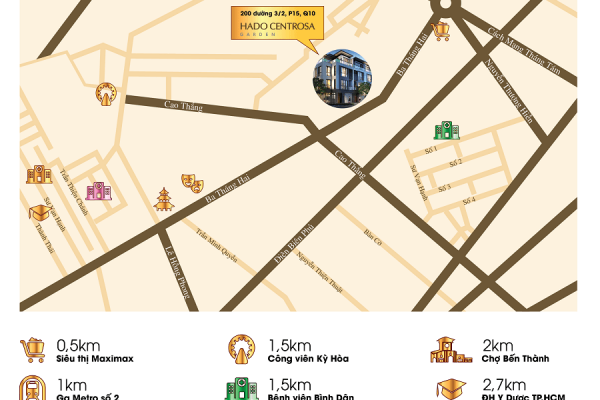 200 đường 3/2, P15, Q10
HADO CENTROSA
GARDEN
Ba Tháng Hai
Cách Mạng Tháng Tám
Nguyễn Thượng Hiền
Cao Thắng
Cao Thắng
Số 1
Số 2
Số 3
Số 4
Sư Vạn Hạnh
Trần Thiện Chánh
Sư Vạn Hạnh
Thành Thái
Ba Tháng Hai
Lê Hồng Phong
Trần Minh Quyền
Điện Biên Phủ
Bàn Cờ
Nguyễn Thiện Thuật
0,5km
Siêu thị Maximax
1,5km
Công viên Kỳ Hòa
2km
Chợ Bến Thành
1km
Ga Metro số 2
1,5km
Bệnh viện Bình Dân
2,7km
ĐH Y Dược TP.HCM